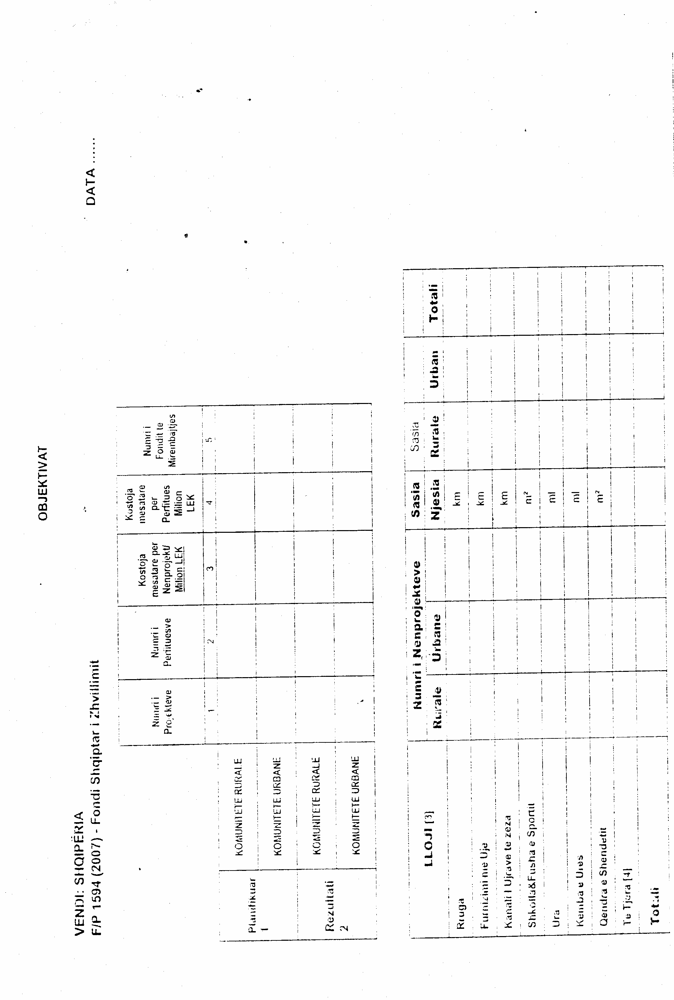 OBJEKTIVAT
VENDI: SHQIPËRIA
F/P 1594 (2007) - Fondi Shqiptar i Zhvillimit
DATA ......
Numri i Projekteve
Numri i Perfituesve
Kostoja mesatare per Nenprojekt/ Milion LEK
Kostoja mesatare per Perfitues Milion LEK
Numri i Fondit te Mirembajtjes
1 2 3 4 5
Planifikuar 1
KOMUNITETE RURALE
KOMUNITETE URBANE
Rezultati 2
KOMUNITETE RURALE
KOMUNITETE URBANE
LLOJI [3] Numri i Nenprojekteve Sasia Sasia
Rurale Urbane Njesia Rurale Urban Totali
Rruga km
Furnizimi me Uje km
Kanali I Ujrave te zeza km
Shkolla&Fusha e Sportit m²
Ura ml
Kemba e Ures ml
Qendra e Shendetit m²
Te Tjera [4]
Totali